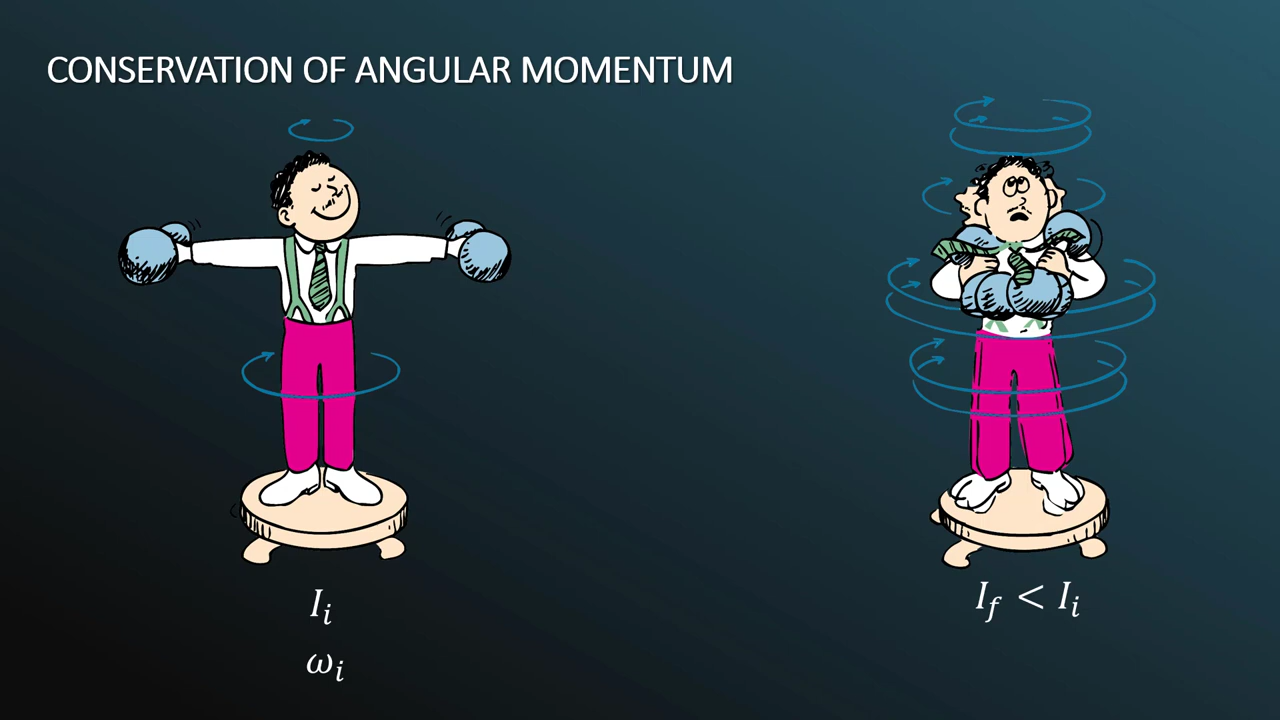 CONSERVATION OF ANGULAR MOMENTUM
I_i
ω_i
I_f < I_i